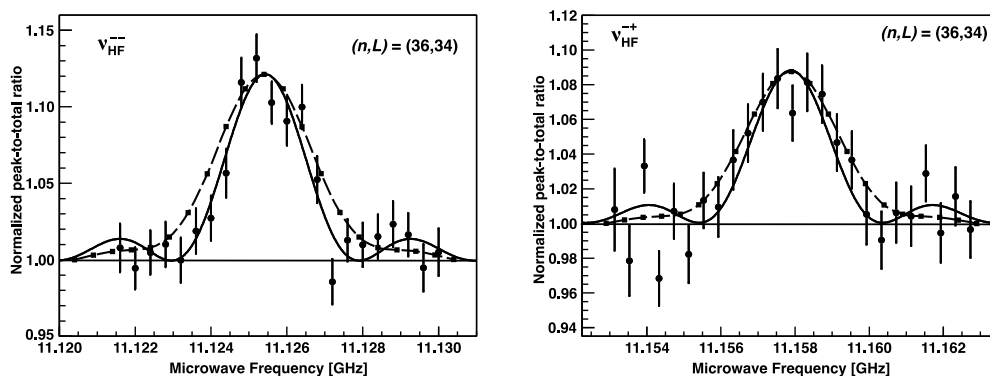 ν_HF^−−
(n,L) = (36,34)
Normalized peak-to-total ratio
1.15
1.10
1.05
1.00
0.95
11.120 11.122 11.124 11.126 11.128 11.130
Microwave Frequency [GHz]
ν_HF^−+
(n,L) = (36,34)
Normalized peak-to-total ratio
1.12
1.10
1.08
1.06
1.04
1.02
1.00
0.98
0.96
0.94
11.154 11.156 11.158 11.160 11.162
Microwave Frequency [GHz]